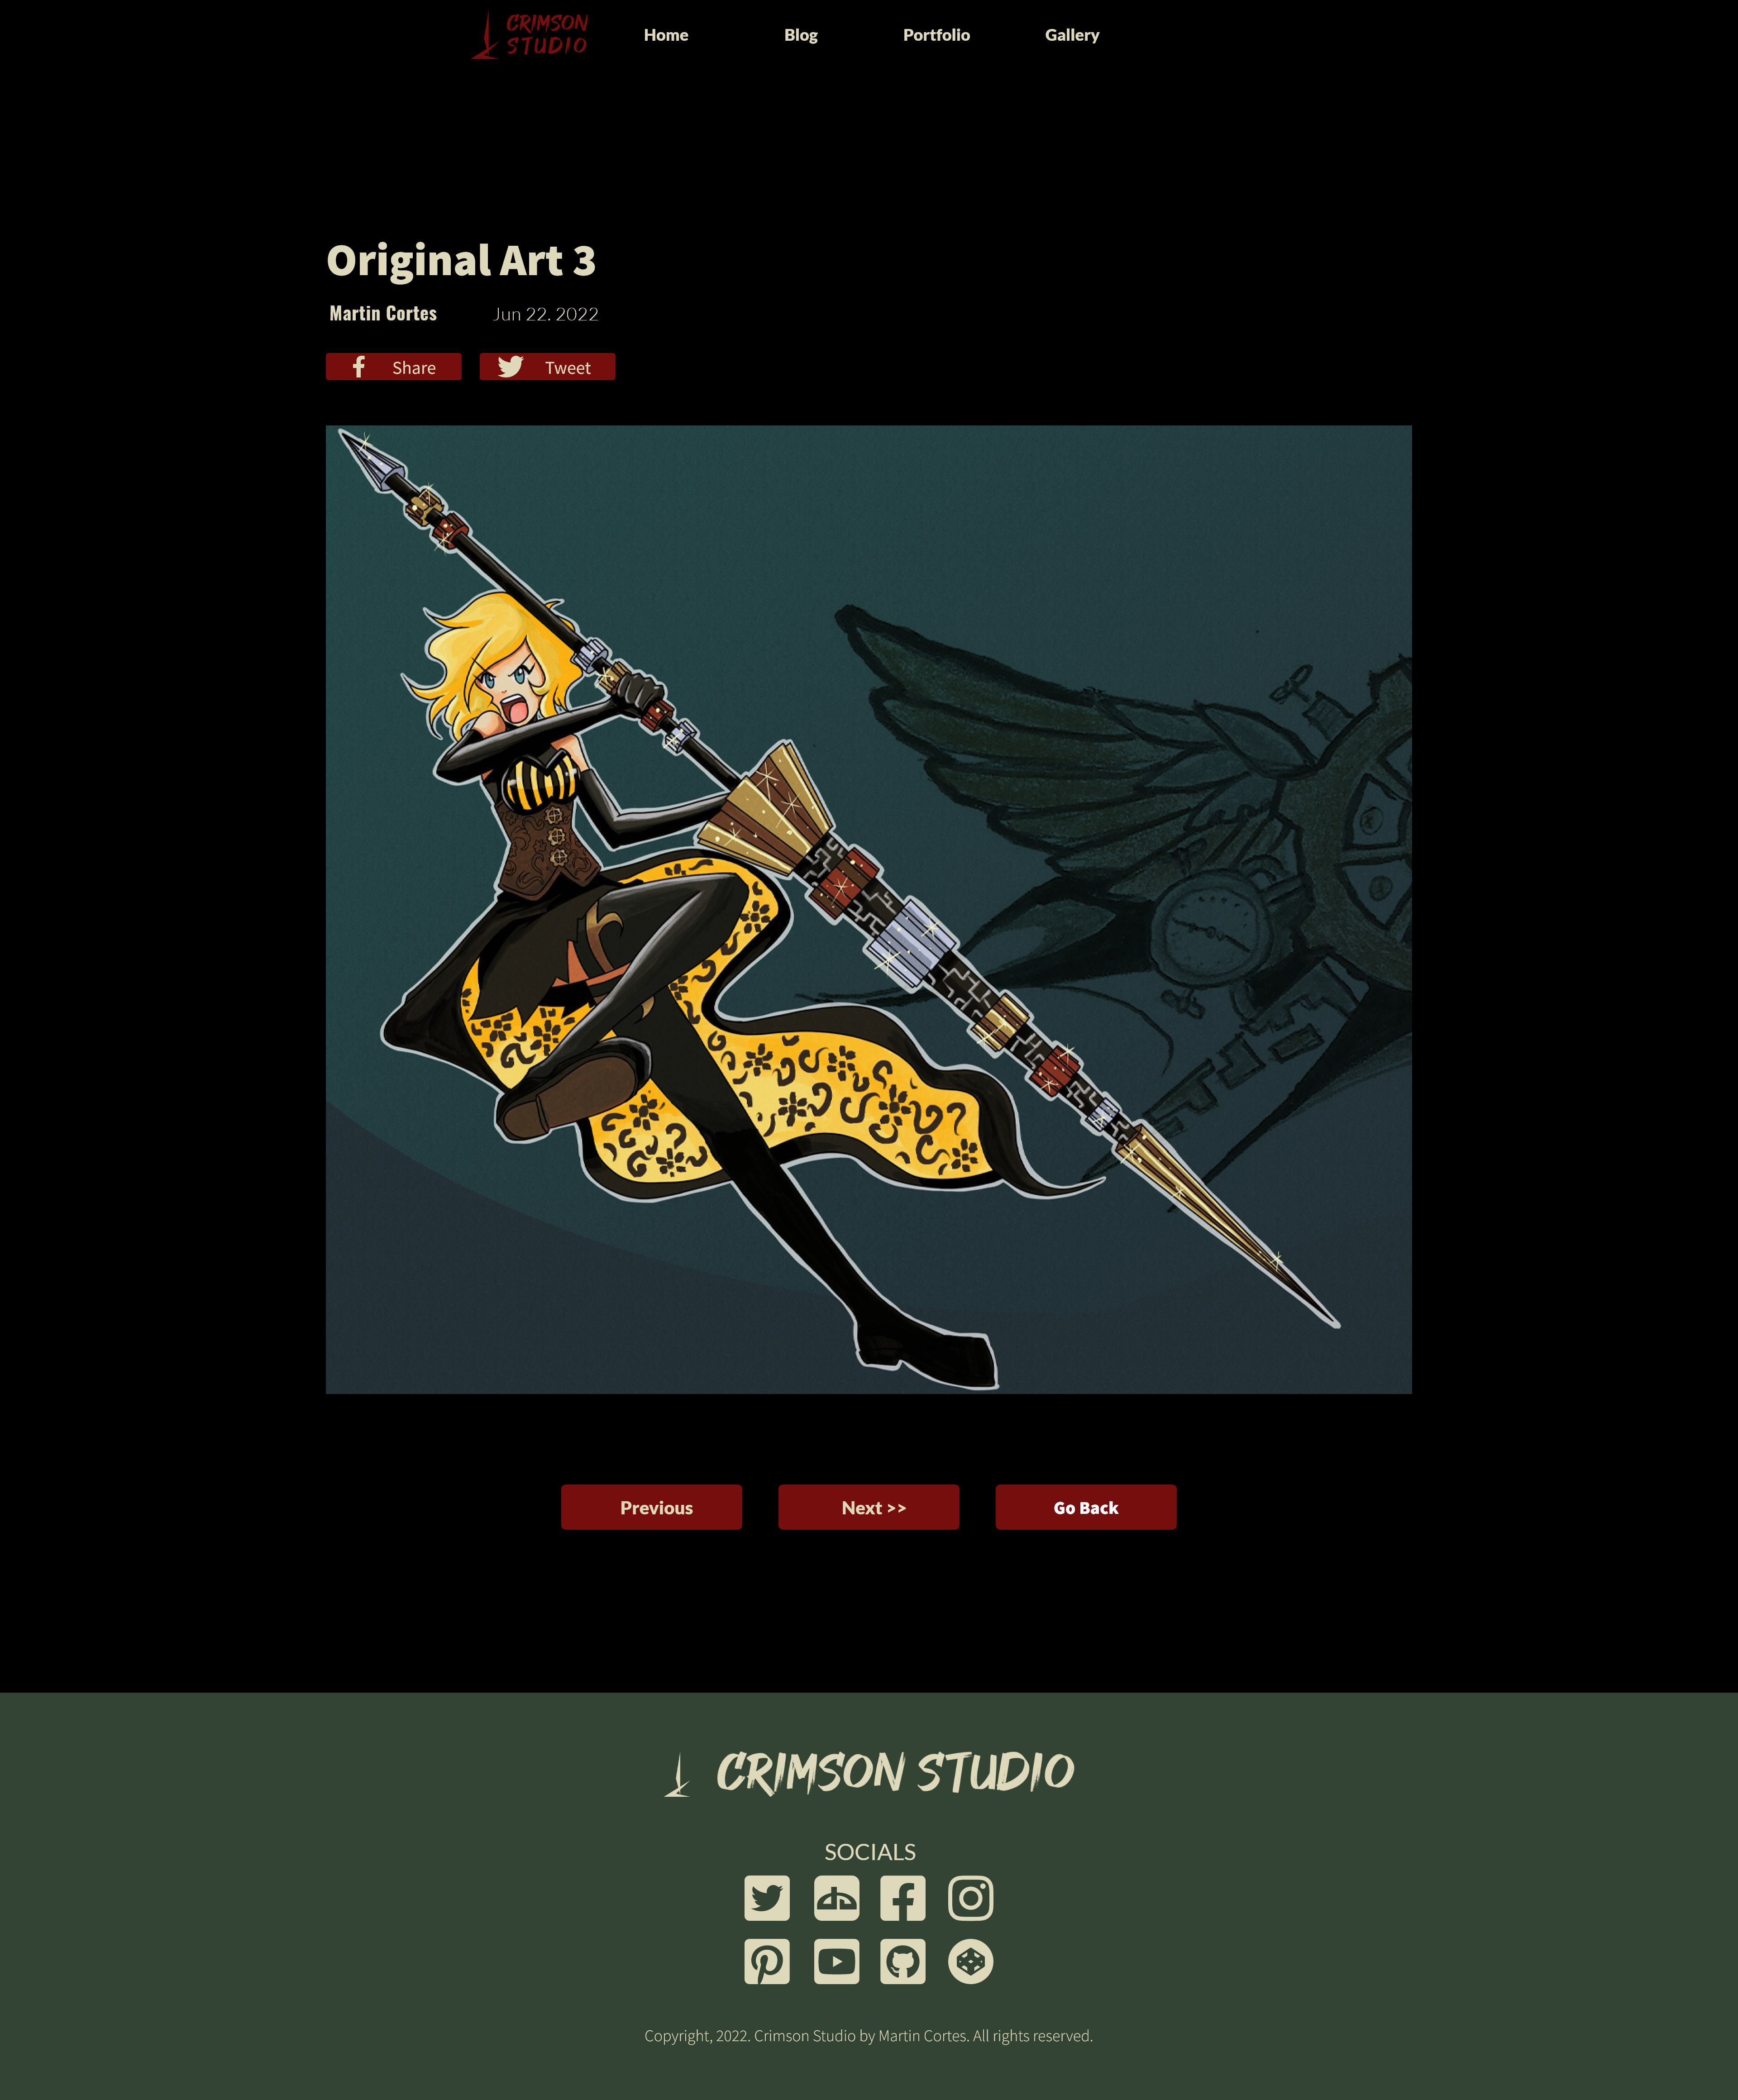 CRIMSON
STUDIO
Home
Blog
Portfolio
Gallery
Original Art 3
Martin Cortes
Jun 22. 2022
Share
Tweet
Previous
Next >>
Go Back
CRIMSON STUDIO
SOCIALS
Copyright, 2022. Crimson Studio by Martin Cortes. All rights reserved.